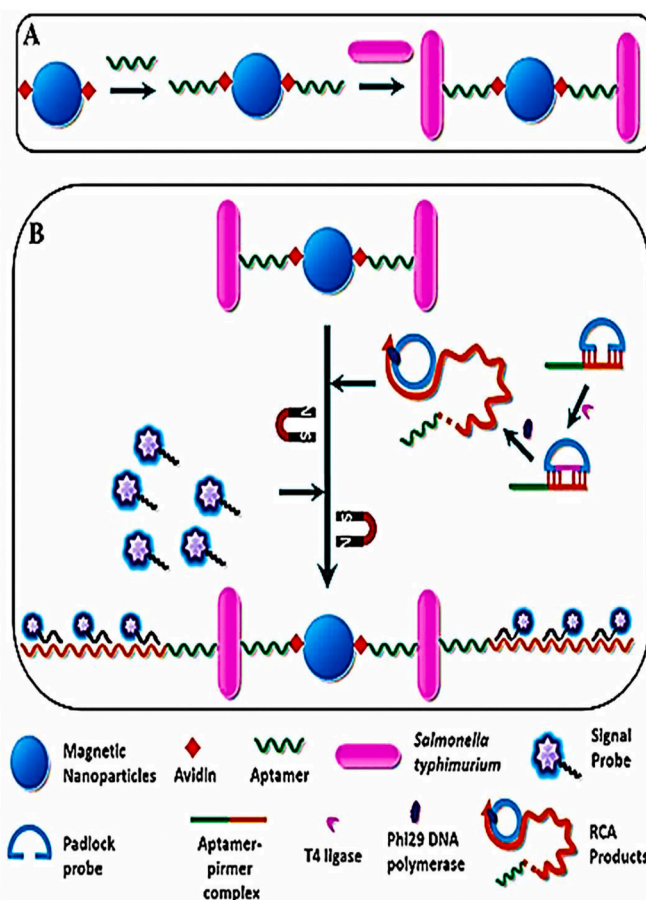 A
B
N
S
S
N
Magnetic
Nanoparticles
Avidin
Aptamer
Salmonella
typhimurium
Signal
Probe
Padlock
probe
Aptamer-
pirmer
complex
T4 ligase
Phl29 DNA
polymerase
RCA
Products